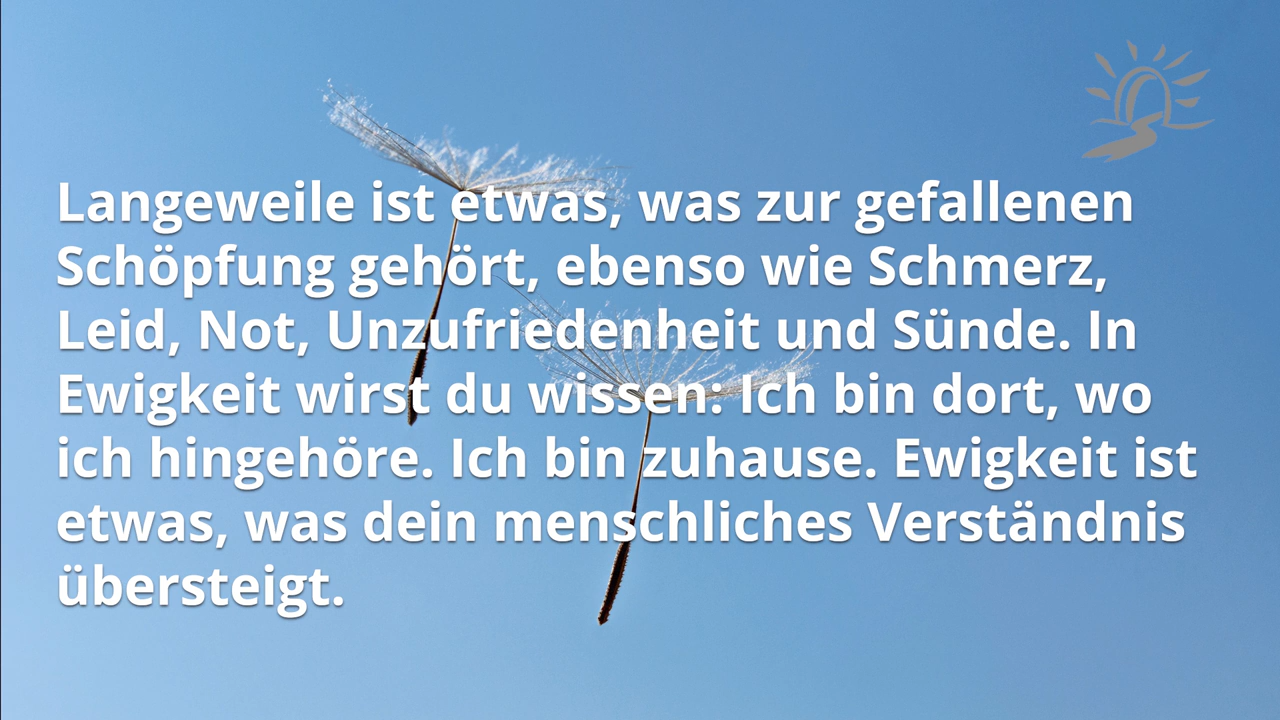 Langeweile ist etwas, was zur gefallenen
Schöpfung gehört, ebenso wie Schmerz,
Leid, Not, Unzufriedenheit und Sünde. In
Ewigkeit wirst du wissen: Ich bin dort, wo
ich hingehöre. Ich bin zuhause. Ewigkeit ist
etwas, was dein menschliches Verständnis
übersteigt.